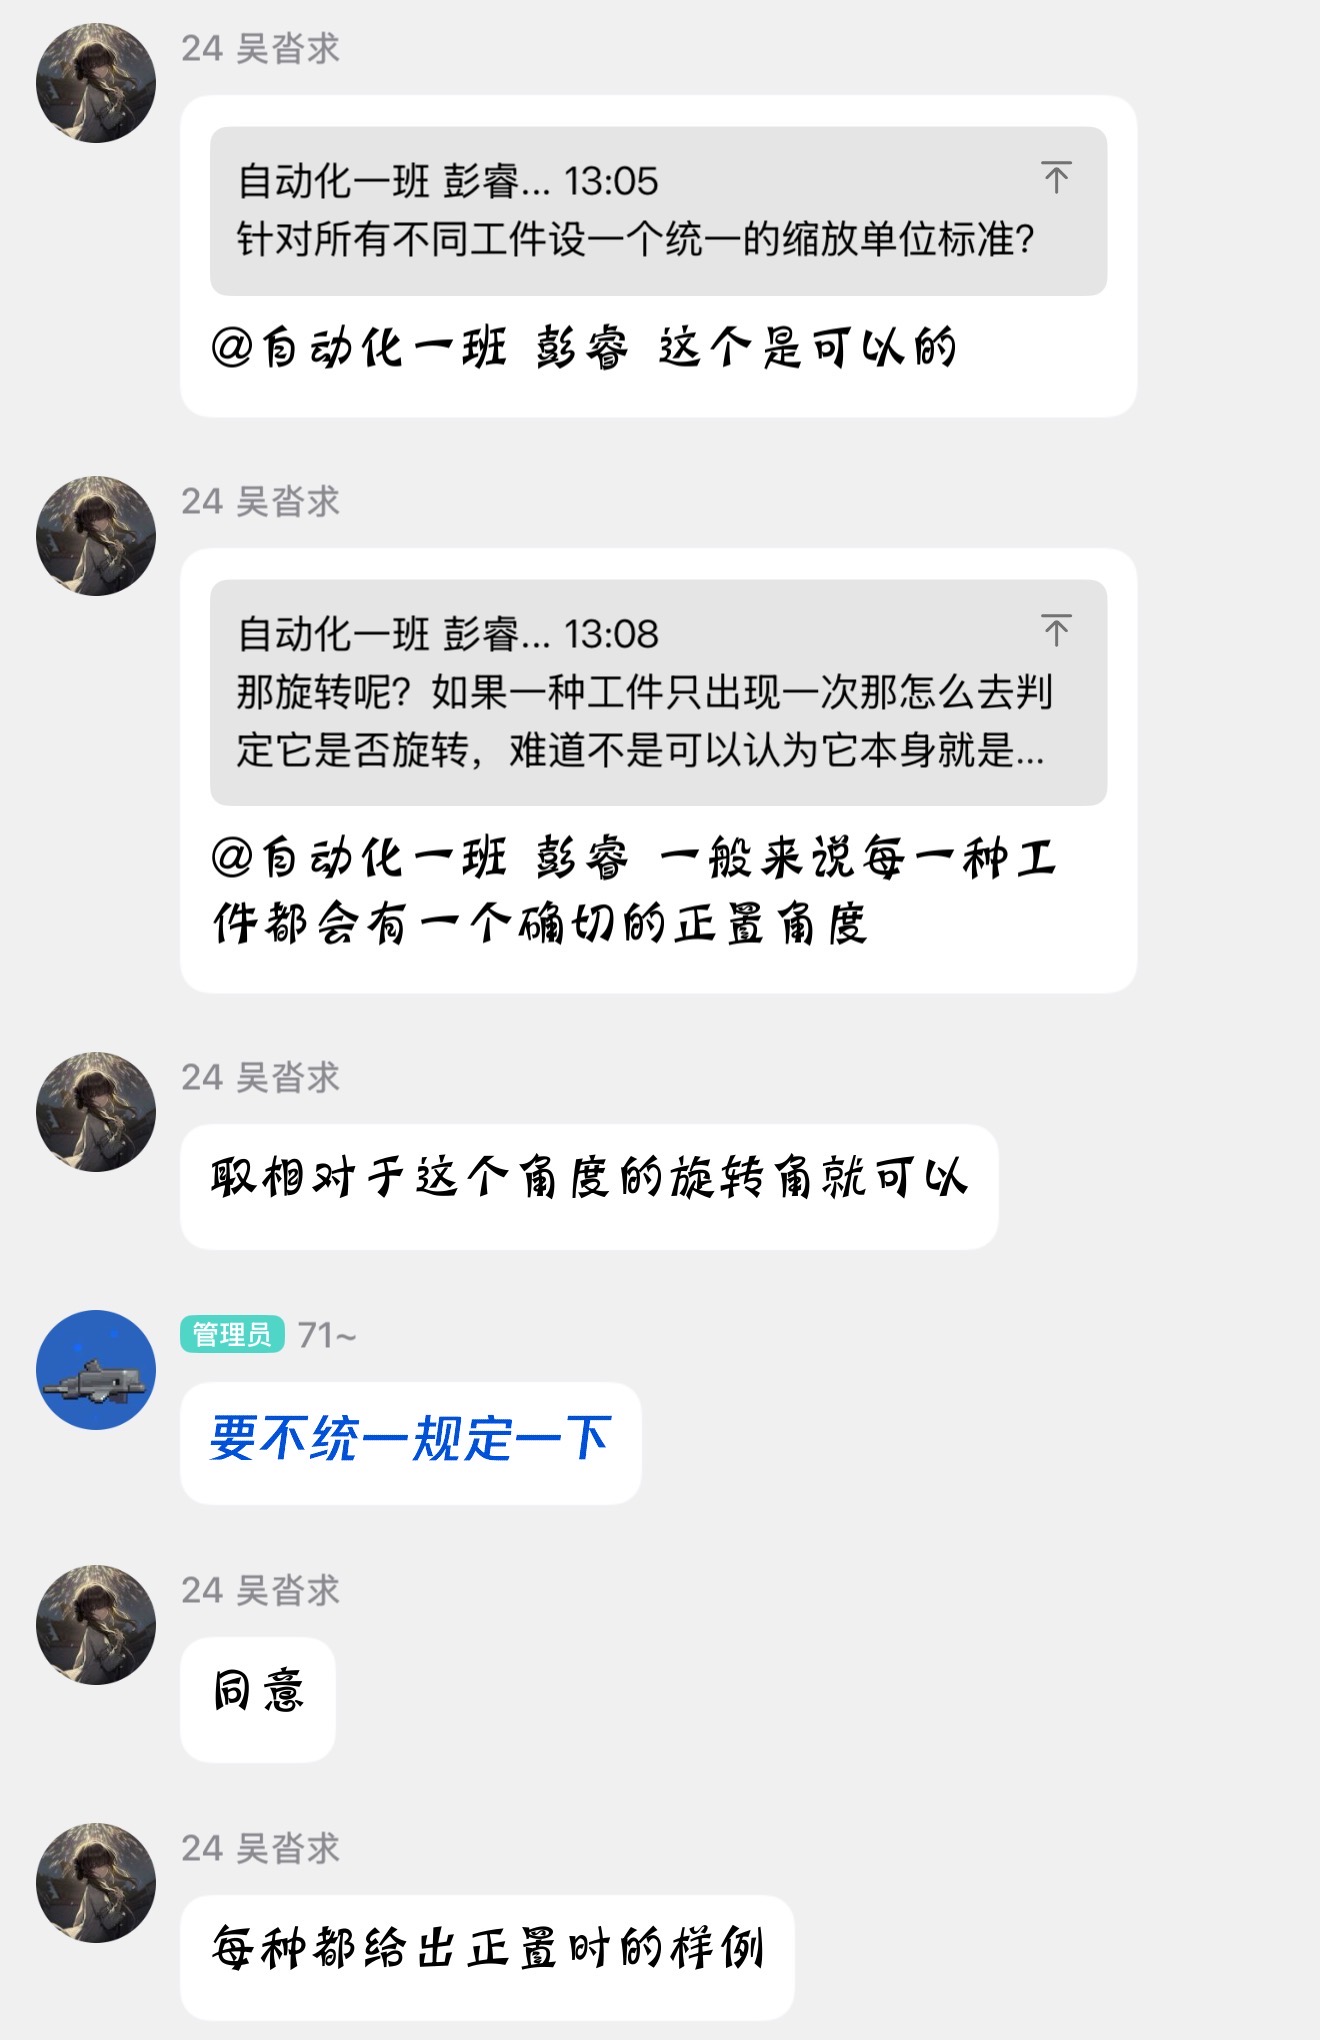 24 吴沓求
自动化一班 彭睿... 13:05
针对所有不同工件设一个统一的缩放单位标准?
@自动化一班 彭睿 这个是可以的
24 吴沓求
自动化一班 彭睿... 13:08
那旋转呢? 如果一种工件只出现一次那怎么去判
定它是否旋转，难道不是可以认为它本身就是...
@自动化一班 彭睿 一般来说每一种工
件都会有一个确切的正置角度
24 吴沓求
取相对于这个角度的旋转角就可以
管理员 71~
要不统一规定一下
24 吴沓求
同意
24 吴沓求
每种都给出正置时的样例